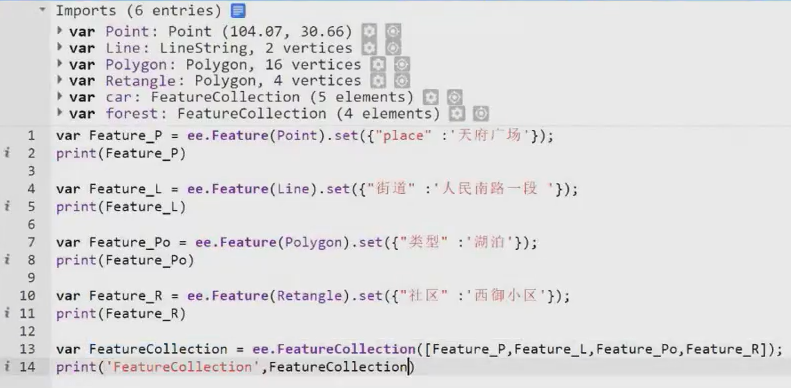 Imports (6 entries)
var Point: Point (104.07, 30.66)
var Line: LineString, 2 vertices
var Polygon: Polygon, 16 vertices
var Retangle: Polygon, 4 vertices
var car: FeatureCollection (5 elements)
var forest: FeatureCollection (4 elements)
1 var Feature_P = ee.Feature(Point).set({"place" :'天府广场'});
i 2 print(Feature_P)
3
4 var Feature_L = ee.Feature(Line).set({"街道" :'人民南路一段 '});
i 5 print(Feature_L)
6
7 var Feature_Po = ee.Feature(Polygon).set({"类型" :'湖泊'});
i 8 print(Feature_Po)
9
10 var Feature_R = ee.Feature(Retangle).set({"社区" :'西御小区'});
i 11 print(Feature_R)
12
13 var FeatureCollection = ee.FeatureCollection([Feature_P,Feature_L,Feature_Po,Feature_R]);
i 14 print('FeatureCollection',FeatureCollection)